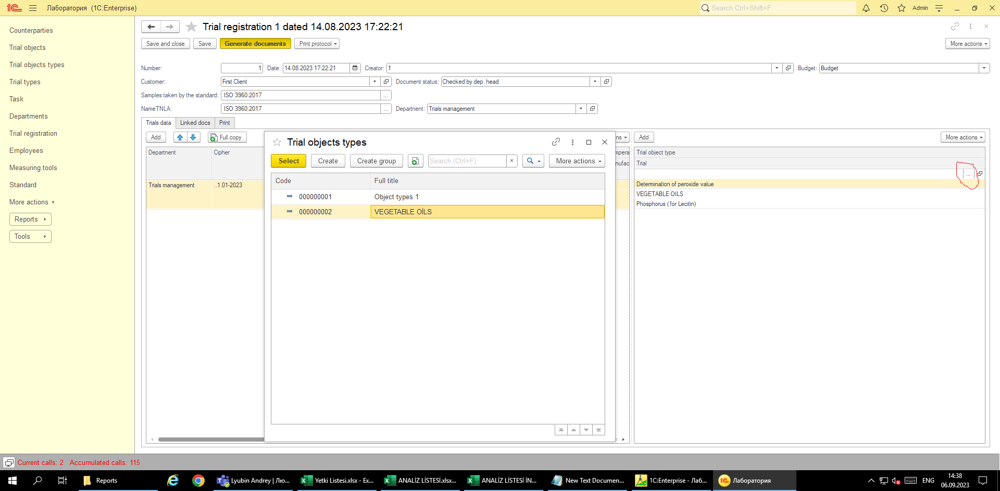 1C Лаборатория (1C:Enterprise) Search Ctrl+Shift+F Admin
Counterparties
Trial objects
Trial objects types
Trial types
Task
Departments
Trial registration
Employees
Measuring tools
Standard
More actions
Reports
Tools
Trial registration 1 dated 14.08.2023 17:22:21
Save and close Save Generate documents Print protocol More actions
Number: 1 Date: 14.08.2023 17:22:21 Creator: 1 Budget: Budget
Customer: First Client Document status: Checked by dep. head
Samples taken by the standard: ISO 3960:2017 ...
NameTNLA: ISO 3960:2017 ... Department: Trials management
Trials data Linked docs Print
Add Full copy ns Add More actions
Department Cipher mpera Trial object type
nufac Trial
...
Trials management ..1.01-2023 Determination of peroxide value
VEGETABLE OİLS
Phosphorus ( for Lecitin)
Trial objects types
Select Create Create group Search (Ctrl+F) × More actions
Code Full title
000000001 Object types 1
000000002 VEGETABLE OİLS
Current calls: 2 Accumulated calls: 115
Reports Lyubin Andrey | Лю... Yetki Listesi.xlsx - Ex... ANALİZ LİSTESİ.xlsx... ANALİZ LİSTESİ İN... New Text Documen... 1C:Enterprise - Лаб... Лаборатория ENG 14:38
06.09.2023